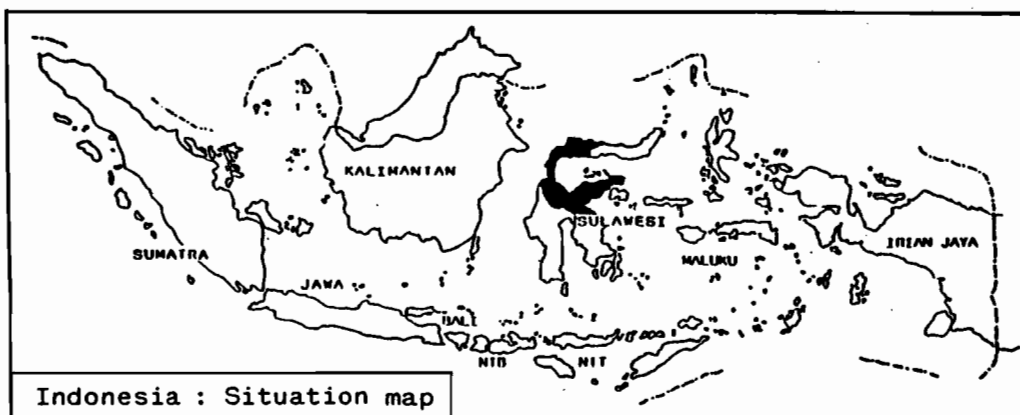 KALIMANTAN
SULAWESI
SUMATRA
IRIAN JAYA
MALUKU
JAWA
BALI
NTB
NTT
Indonesia : Situation map